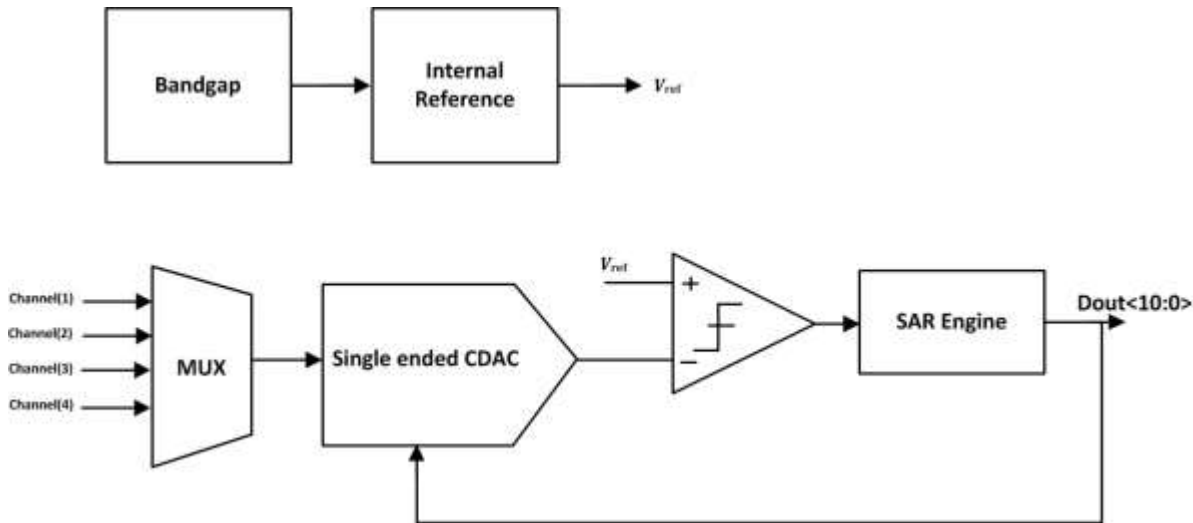 Bandgap
Internal
Reference
Vref
Channel(1)
Channel(2)
Channel(3)
Channel(4)
MUX
Single ended CDAC
Vref
+
−
SAR Engine
Dout<10:0>